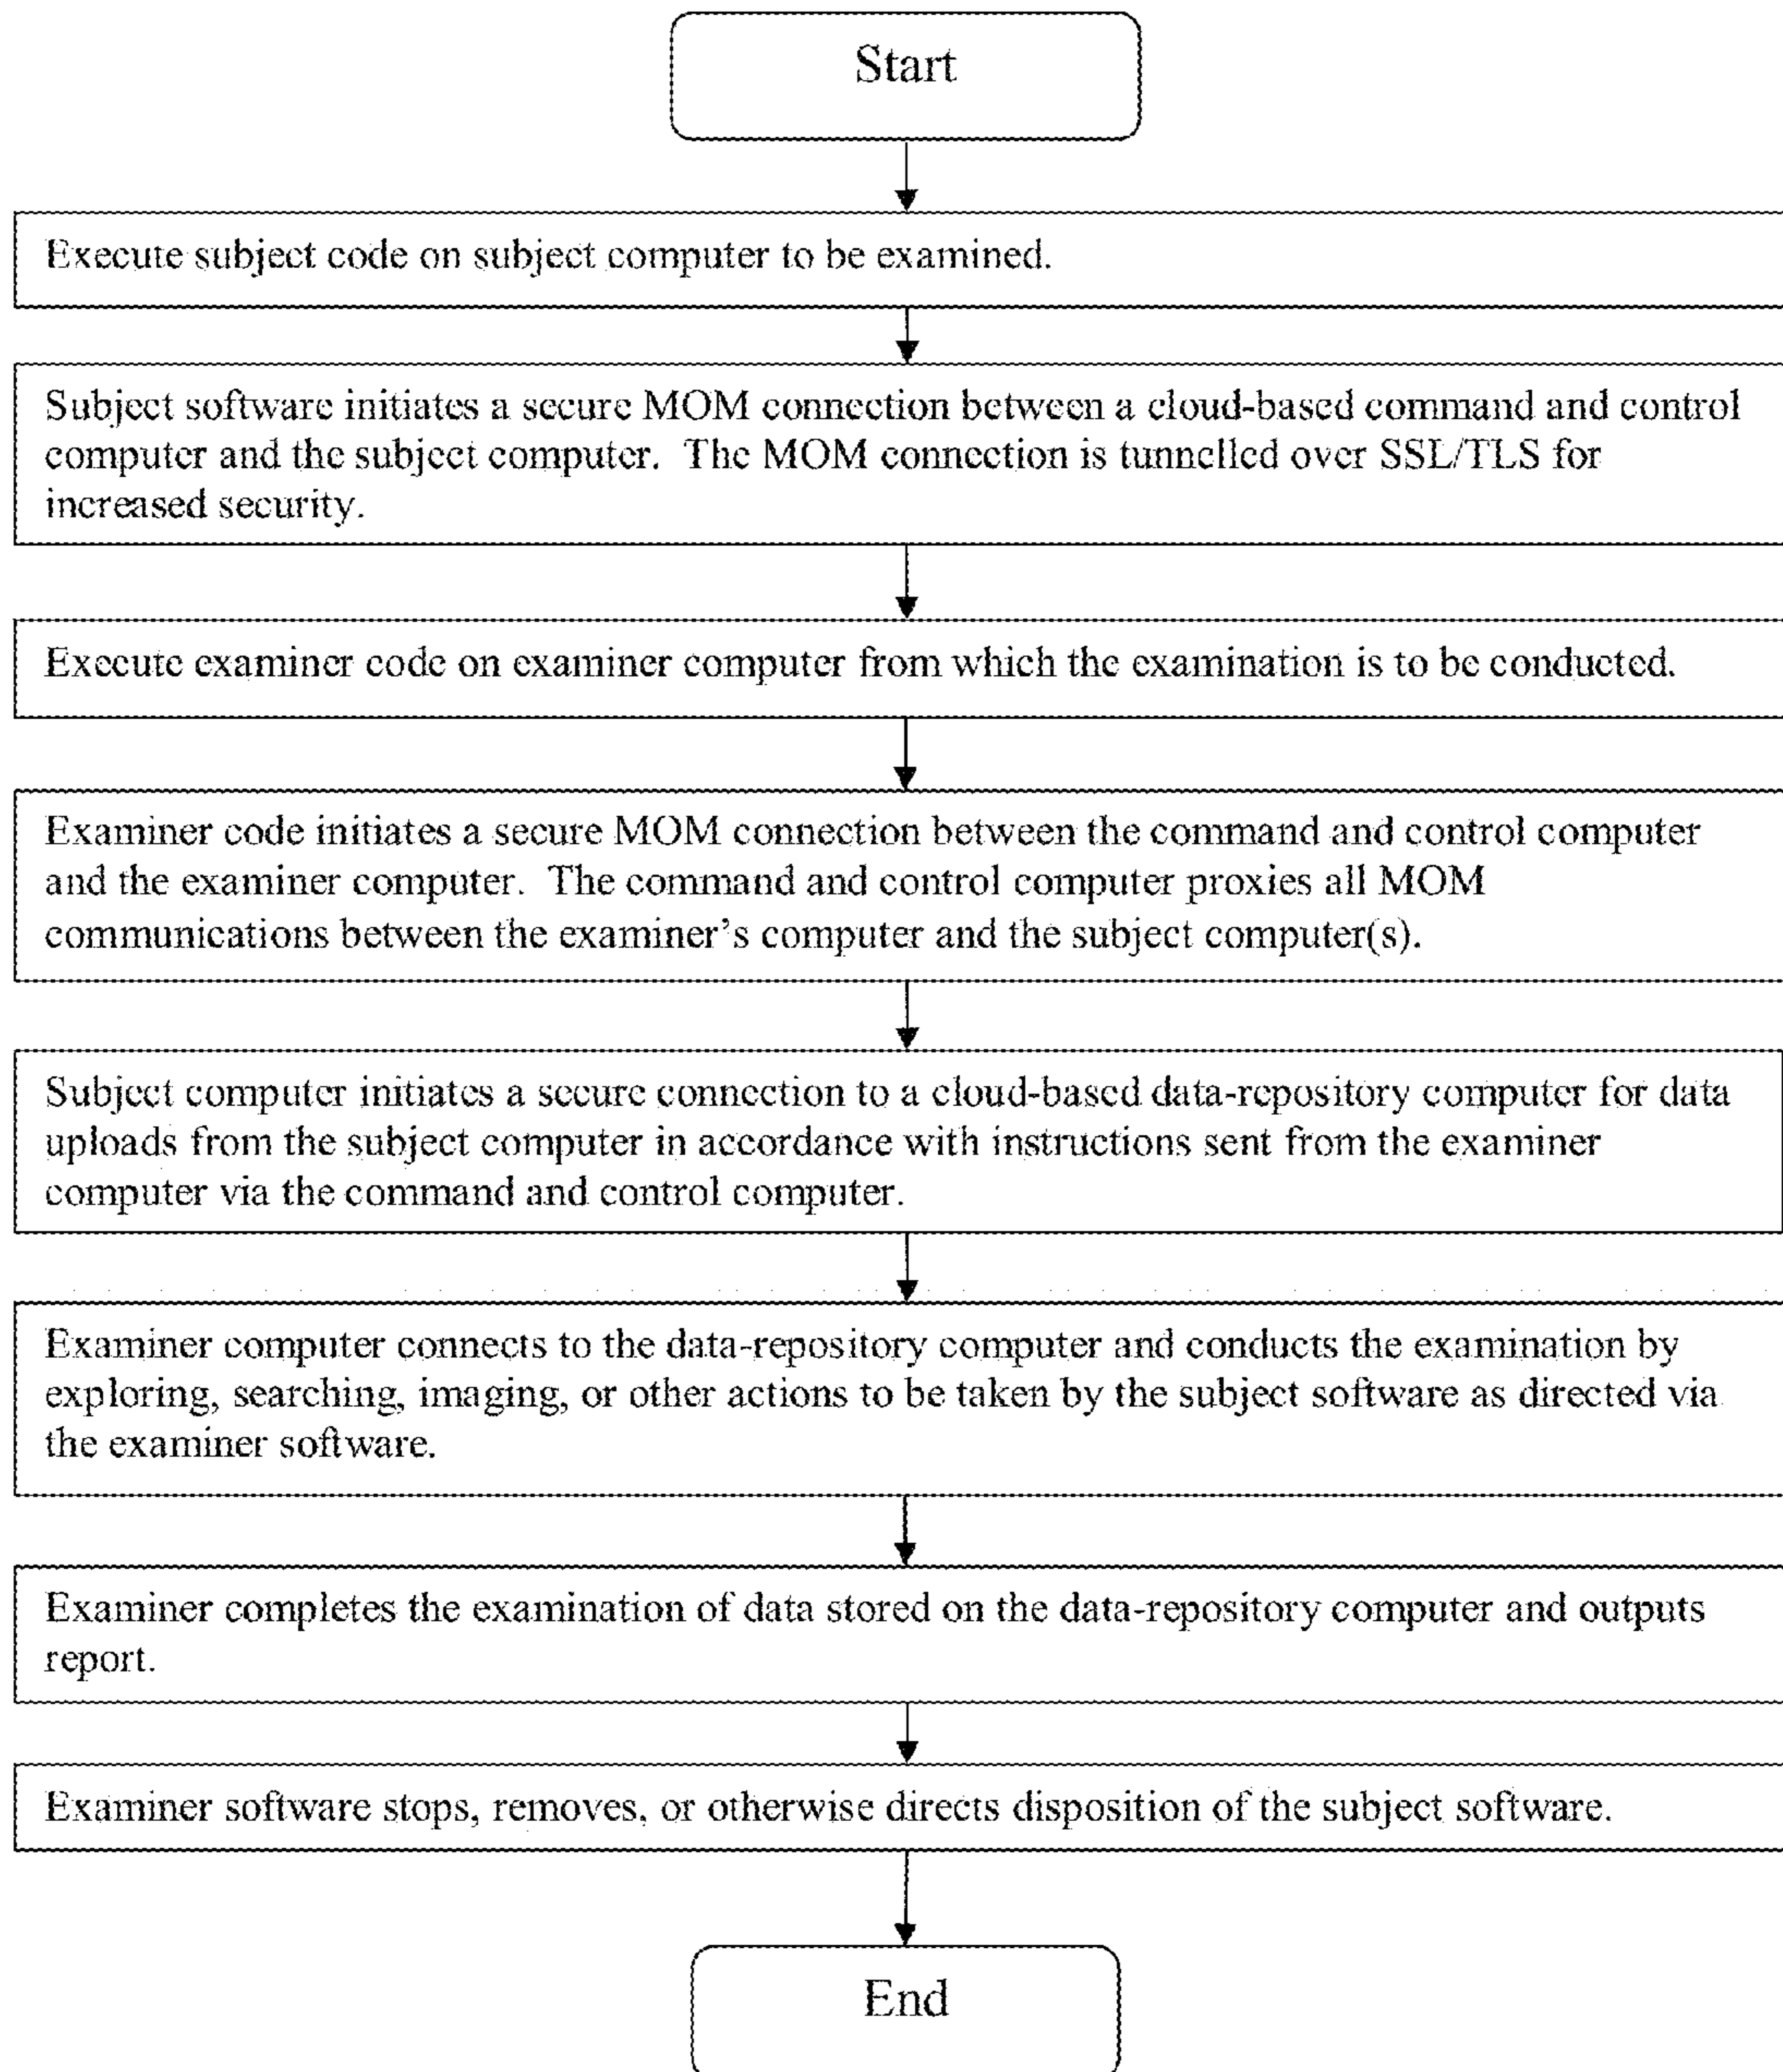 Start
Execute subject code on subject computer to be examined.
Subject software initiates a secure MOM connection between a cloud-based command and control
computer and the subject computer. The MOM connection is tunnelled over SSL/TLS for
increased security.
Execute examiner code on examiner computer from which the examination is to be conducted.
Examiner code initiates a secure MOM connection between the command and control computer
and the examiner computer. The command and control computer proxies all MOM
communications between the examiner's computer and the subject computer(s).
Subject computer initiates a secure connection to a cloud-based data-repository computer for data
uploads from the subject computer in accordance with instructions sent from the examiner
computer via the command and control computer.
Examiner computer connects to the data-repository computer and conducts the examination by
exploring, searching, imaging, or other actions to be taken by the subject software as directed via
the examiner software.
Examiner completes the examination of data stored on the data-repository computer and outputs
report.
Examiner software stops, removes, or otherwise directs disposition of the subject software.
End